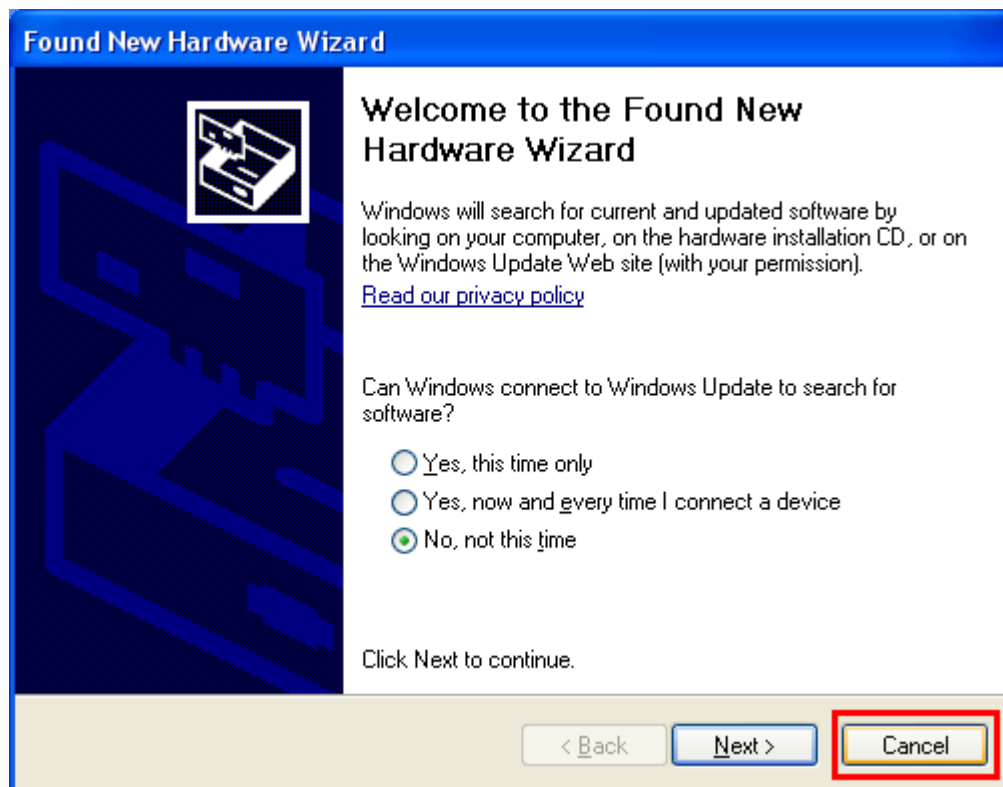 Found New Hardware Wizard
Welcome to the Found New
Hardware Wizard
Windows will search for current and updated software by
looking on your computer, on the hardware installation CD, or on
the Windows Update Web site (with your permission).
Read our privacy policy
Can Windows connect to Windows Update to search for
software?
Yes, this time only
Yes, now and every time I connect a device
No, not this time
Click Next to continue.
< Back Next > Cancel